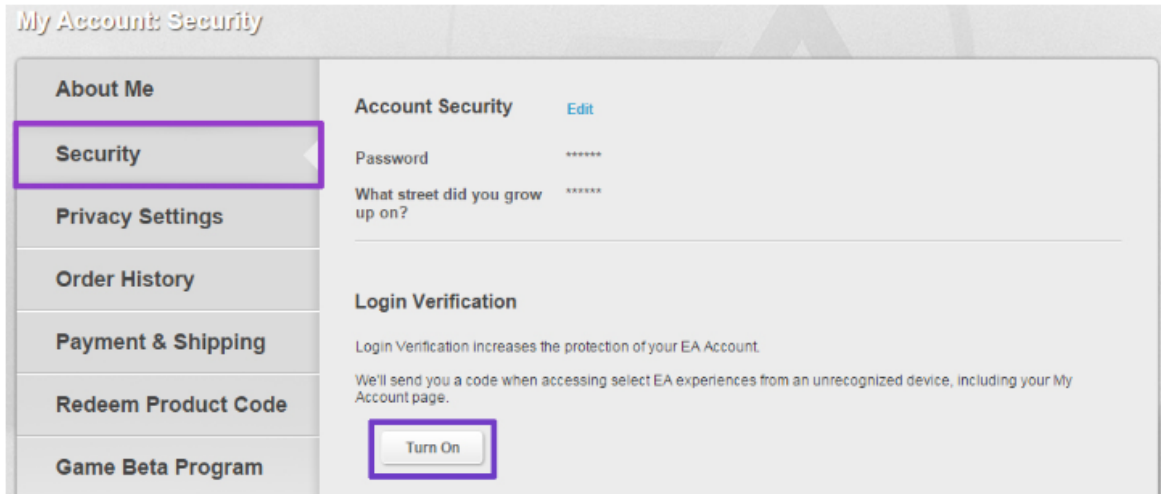 My Account: Security
About Me
Security
Privacy Settings
Order History
Payment & Shipping
Redeem Product Code
Game Beta Program
Account Security Edit
Password ******
What street did you grow ******
up on?
Login Verification
Login Verification increases the protection of your EA Account.
We'll send you a code when accessing select EA experiences from an unrecognized device, including your My
Account page.
Turn On